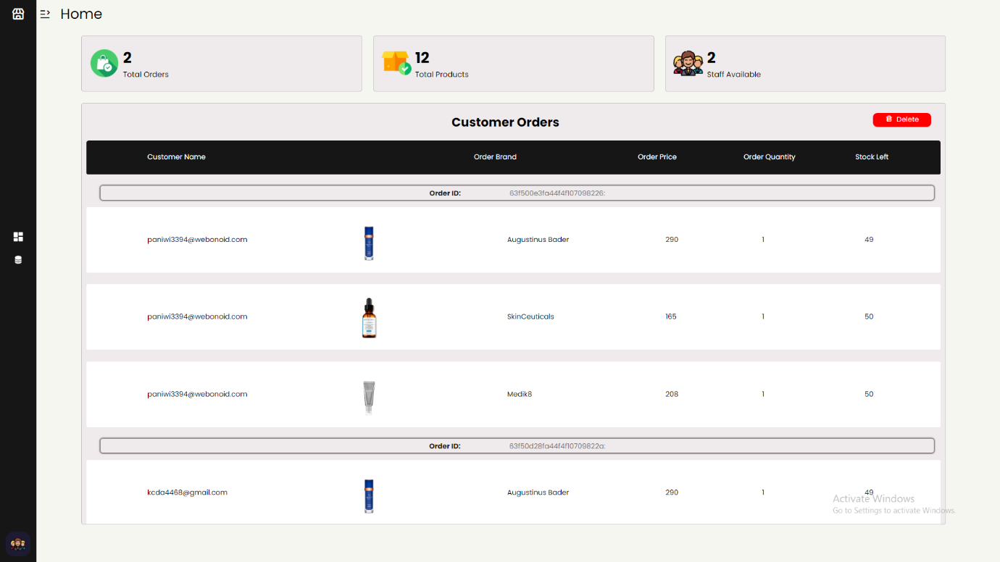 Home
2
Total Orders
12
Total Products
2
Staff Available
Customer Orders
Delete
Customer Name Order Brand Order Price Order Quantity Stock Left
Order ID: 63f500e3fa44f4f107098226:
paniwi3394@webonoid.com Augustinus Bader 290 1 49
paniwi3394@webonoid.com SkinCeuticals 165 1 50
paniwi3394@webonoid.com Medik8 208 1 50
Order ID: 63f50d28fa44f4f10709822a:
kcda4468@gmail.com Augustinus Bader 290 1 49
Activate Windows
Go to Settings to activate Windows.